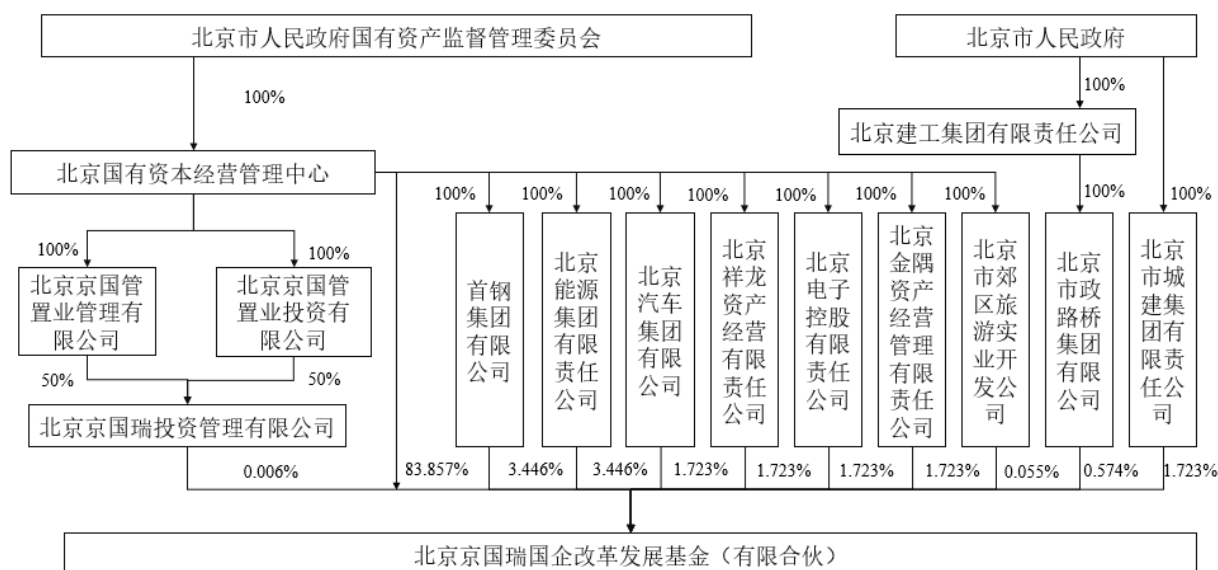 北京市人民政府国有资产监督管理委员会
北京市人民政府
100%
100%
北京建工集团有限责任公司
北京国有资本经营管理中心
100%
100%
100%
100%
100%
100%
100%
100%
100%
100%
100%
北京京国管
置业管理有
限公司
北京京国管
置业投资有
限公司
首钢
集团
有限
公司
北京
能源
集团
有限
责任
公司
北京
汽车
集团
有限
公司
北京
祥龙
资产
经营
有限
责任
公司
北京
电子
控股
有限
责任
公司
北京
金隅
资产
经营
管理
有限
责任
公司
北京
市郊
区旅
游实
业开
发公
司
北京
市政
路桥
集团
有限
公司
北京
市城
建集
团有
限责
任公
司
50%
50%
北京京国瑞投资管理有限公司
0.006%
83.857%
3.446%
3.446%
1.723%
1.723%
1.723%
1.723%
0.055%
0.574%
1.723%
北京京国瑞国企改革发展基金（有限合伙）